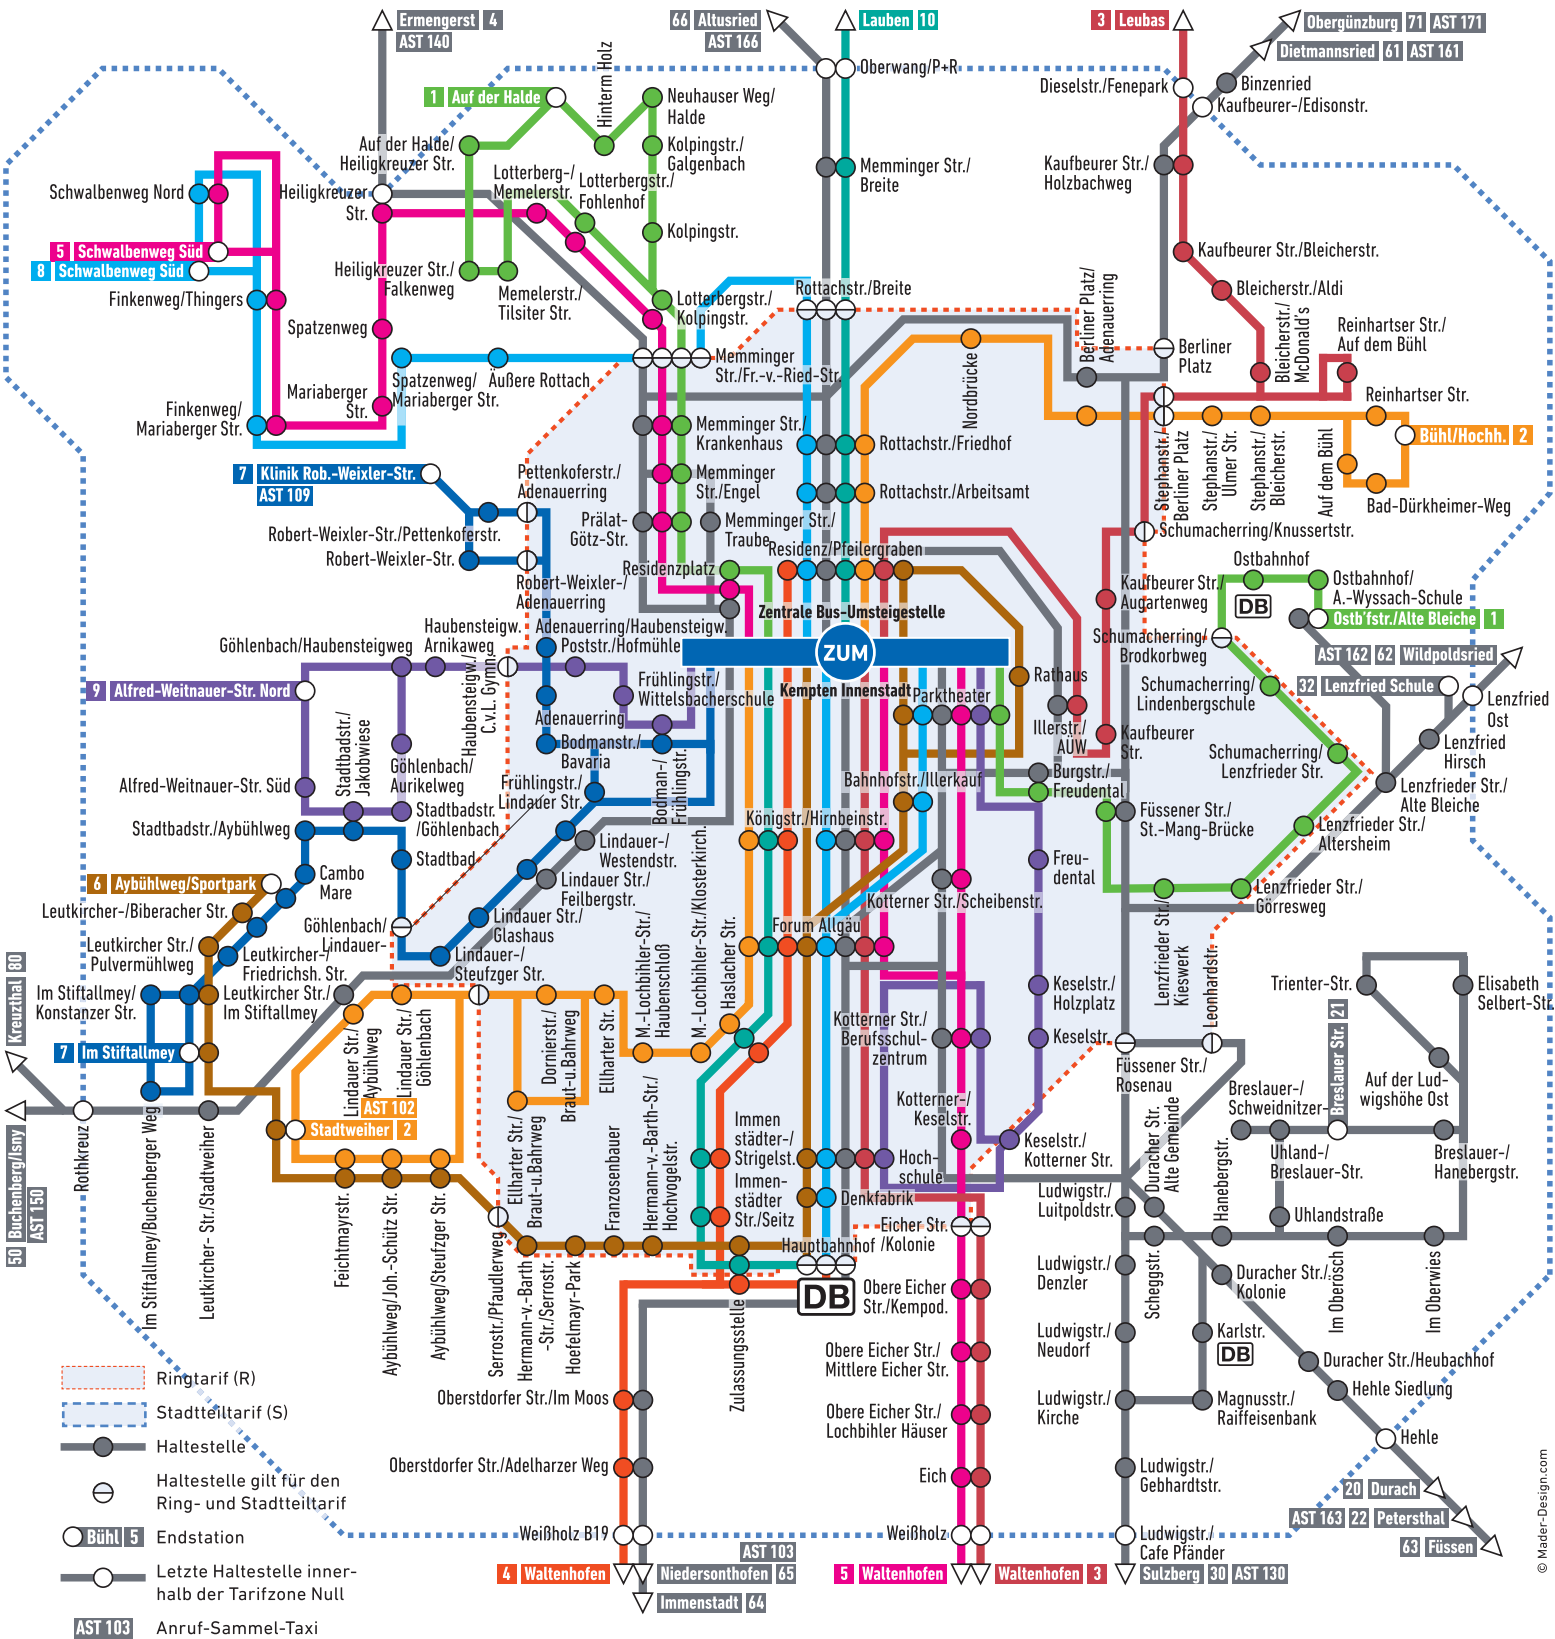 Ermengerst 4
AST 140
66 Altusried
AST 166
Lauben 10
3 Leubas
Obergünzburg 71 AST 171
Dietmannsried 61 AST 161
Oberwang/P+R
Dieselstr./Fenepark
Binzenried
Kaufbeurer-/Edisonstr.
1 Auf der Halde
Hinterm Holz
Neuhauser Weg/
Halde
Auf der Halde/
Heiligkreuzer Str.
Kolpingstr./
Galgenbach
Lotterberg-/
Memelerstr.
Lotterbergstr./
Fohlenhof
Memminger Str./
Breite
Kaufbeurer Str./
Holzbachweg
Schwalbenweg Nord
Heiligkreuzer
Str.
Kolpingstr.
5 Schwalbenweg Süd
8 Schwalbenweg Süd
Kaufbeurer Str./Bleicherstr.
Heiligkreuzer Str./
Falkenweg
Memelerstr./
Tilsiter Str.
Finkenweg/Thingers
Lotterbergstr./
Kolpingstr.
Rottachstr./Breite
Berliner Platz/
Adenauerring
Bleicherstr./Aldi
Bleicherstr./
McDonald's
Reinhartser Str./
Auf dem Bühl
Spatzenweg
Berliner
Platz
Nordbrücke
Memminger
Str./Fr.-v.-Ried-Str.
Spatzenweg/
Mariaberger Str.
Äußere Rottach
Mariaberger
Str.
Reinhartser Str.
Finkenweg/
Mariaberger Str.
Memminger Str./
Krankenhaus
Rottachstr./Friedhof
Bühl/Hochh. 2
Stephanstr./
Berliner Platz
Stephanstr./
Ulmer Str.
Stephanstr./
Bleicherstr.
Auf dem Bühl
Bad-Dürkheimer-Weg
7 Klinik Rob.-Weixler-Str.
AST 109
Pettenkoferstr./
Adenauerring
Memminger
Str./Engel
Rottachstr./Arbeitsamt
Robert-Weixler-Str./Pettenkoferstr.
Prälat-
Götz-Str.
Memminger Str./
Traube
Schumacherring/Knussertstr.
Robert-Weixler-Str.
Residenz/Pfeilergraben
Residenzplatz
Ostbahnhof
DB
Ostbahnhof/
A.-Wyssach-Schule
Robert-Weixler-/
Adenauerring
Kaufbeurer Str./
Augartenweg
Ostb'fstr./Alte Bleiche 1
Zentrale Bus-Umsteigestelle
ZUM
Kempten Innenstadt
Haubensteigw.
Arnikaweg
Adenauerring/Haubensteigw.
Poststr./Hofmühle
Göhlenbach/Haubensteigweg
Schumacherring/
Brodkorbweg
AST 162 62 Wildpoldsried
Haubensteigw./
C.v.L. Gymn.
Frühlingstr./
Wittelsbacherschule
9 Alfred-Weitnauer-Str. Nord
Parktheater
Rathaus
Schumacherring/
Lindenbergschule
32 Lenzfried Schule
Lenzfried
Ost
Stadtbadstr./
Jakobwiese
Adenauerring
Illerstr./
AÜW
Kaufbeurer
Str.
Lenzfried
Hirsch
Bodmanstr./
Bavaria
Schumacherring/
Lenzfrieder Str.
Göhlenbach/
Aurikelweg
Frühlingstr./
Lindauer Str.
Bodman-/
Frühlingstr.
Bahnhofstr./Illerkauf
Burgstr./
Freudental
Lenzfrieder Str./
Alte Bleiche
Alfred-Weitnauer-Str. Süd
Stadtbadstr.
/Göhlenbach
Königstr./Hirnbeinstr.
Füssener Str./
St.-Mang-Brücke
Lenzfrieder Str./
Altersheim
Stadtbadstr./Aybühlweg
Stadtbad
Lindauer-/
Westendstr.
Freu-
dental
Cambo
Mare
Lindauer Str./
Feilbergstr.
Kotterner Str./Scheibenstr.
Lenzfrieder Str./
Görresweg
6 Aybühlweg/Sportpark
Leutkircher-/Biberacher Str.
Göhlenbach/
Lindauer-
Lindauer Str./
Glashaus
Forum Allgäu
Lenzfrieder Str./
Kieswerk
Leonhardstr.
M.-Lochbihler-Str./
Haubenschloß
M.-Lochbihler-Str./Klosterkirch.
Haslacher Str.
Leutkircher Str./
Pulvermühlweg
Leutkircher-/
Friedrichsh. Str.
Lindauer-/
Steufzger Str.
Kreuzthal 80
Im Stiftallmey/
Konstanzer Str.
Leutkircher Str./
Im Stiftallmey
Keselstr./
Holzplatz
Trienter-Str.
Elisabeth
Selbert-Str.
Lindauer Str./
Aybühlweg
Lindauer Str./
Göhlenbach
Dornierstr./
Braut-u.Bahrweg
Ellharter Str.
Kotterner Str./
Berufsschul-
zentrum
Keselstr.
7 Im Stiftallmey
Füssener Str./
Rosenau
Breslauer Str. 21
Auf der Lud-
wigshöhe Ost
Breslauer-/
Schweidnitzer-
AST 102
Stadtweiher 2
Kotterner-/
Keselstr.
Immen
städter-/
Strigelst.
Keselstr./
Kotterner Str.
Hoch-
schule
Duracher Str.
Alte Gemeinde
Hanebergstr.
Uhland-/
Breslauer-Str.
Breslauer-/
Hanebergstr.
50 Buchenberg/Isny
AST 150
Rothkreuz
Im Stiftallmey/Buchenberger Weg
Leutkircher- Str./Stadtweiher
Feichtmayrstr.
Aybühlweg/Joh.-Schütz Str.
Aybühlweg/Steufzger Str.
Serrostr./Pfaudlerweg
Ellharter Str./
Braut-u.Bahrweg
Hermann-v.-Barth
-Str./Serrostr.
Hoefelmayr-Park
Franzosenbauer
Hermann-v.-Barth-Str./
Hochvogelstr.
Immen-
städter
Str./Seitz
Denkfabrik
Ludwigstr./
Luitpoldstr.
Uhlandstraße
Eicher Str.
/Kolonie
Hauptbahnhof
DB
Zulassungsstelle
Ludwigstr./
Denzler
Scheggstr.
Duracher Str./
Kolonie
Im Oberösch
Im Oberwies
Obere Eicher
Str./Kempod.
Ludwigstr./
Neudorf
Karlstr.
DB
Obere Eicher Str./
Mittlere Eicher Str.
Duracher Str./Heubachhof
Hehle Siedlung
Ringtarif (R)
Stadtteiltarif (S)
Haltestelle
Haltestelle gilt für den
Ring- und Stadtteiltarif
Bühl 5 Endstation
Letzte Haltestelle inner-
halb der Tarifzone Null
AST 103 Anruf-Sammel-Taxi
Oberstdorfer Str./Im Moos
Obere Eicher Str./
Lochbihler Häuser
Ludwigstr./
Kirche
Magnusstr./
Raiffeisenbank
Hehle
Oberstdorfer Str./Adelharzer Weg
Eich
Ludwigstr./
Gebhardtstr.
20 Durach
AST 163 22 Petersthal
63 Füssen
Weißholz B19
Weißholz
Ludwigstr./
Cafe Pfänder
AST 103
4 Waltenhofen
Niedersonthofen 65
Immenstadt 64
5 Waltenhofen
Waltenhofen 3
Sulzberg 30 AST 130
© Mader-Design.com